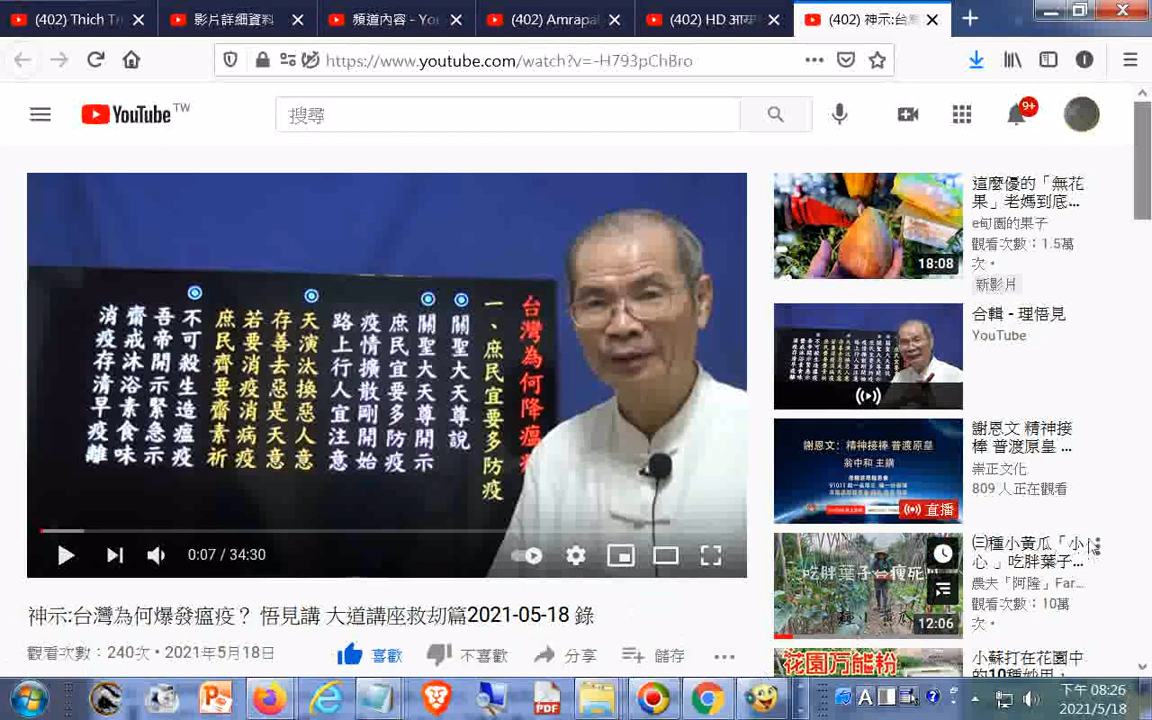 (402) Thich Tr
影片詳細資料
頻道內容 - You
(402) Amrapal
(402) HD आम्र
(402) 神示:台灣
https://www.youtube.com/watch?v=-H793pChBro
YouTube TW
搜尋
9+
台灣為何降瘟
一、庶民宜要多防疫
關聖大天尊說
關聖大天尊開示
庶民宜要多防疫
疫情擴散剛開始
路上行人宜注意
天演汰換惡人意
存善去惡是天意
若要消疫消病疫
庶民齊要齋素祈
不可殺生造瘟疫
吾帝開示緊急示
齋戒沐浴素食味
消疫存清早疫離
0:07 / 34:30
神示:台灣為何爆發瘟疫？ 悟見講 大道講座救劫篇2021-05-18 錄
觀看次數：240次 • 2021年5月18日
喜歡
不喜歡
分享
儲存
這麼優的「無花
果」老媽到底...
e旬園的果子
觀看次數：1.5萬
次 •
新影片
18:08
合輯 - 理悟見
YouTube
謝恩文 精神接
棒 普渡原皇 ...
崇正文化
809 人正在觀看
謝恩文：精神接棒 普渡原皇
翁中和 主講
直播
㈢種小黃瓜「小
心 」吃胖葉子...
農夫「阿隆」Far...
觀看次數：10萬
次 •
吃胖葉子=瘦死
12:06
小蘇打在花園中
的10種妙用，
花園万能粉
下午 08:26
2021/5/18